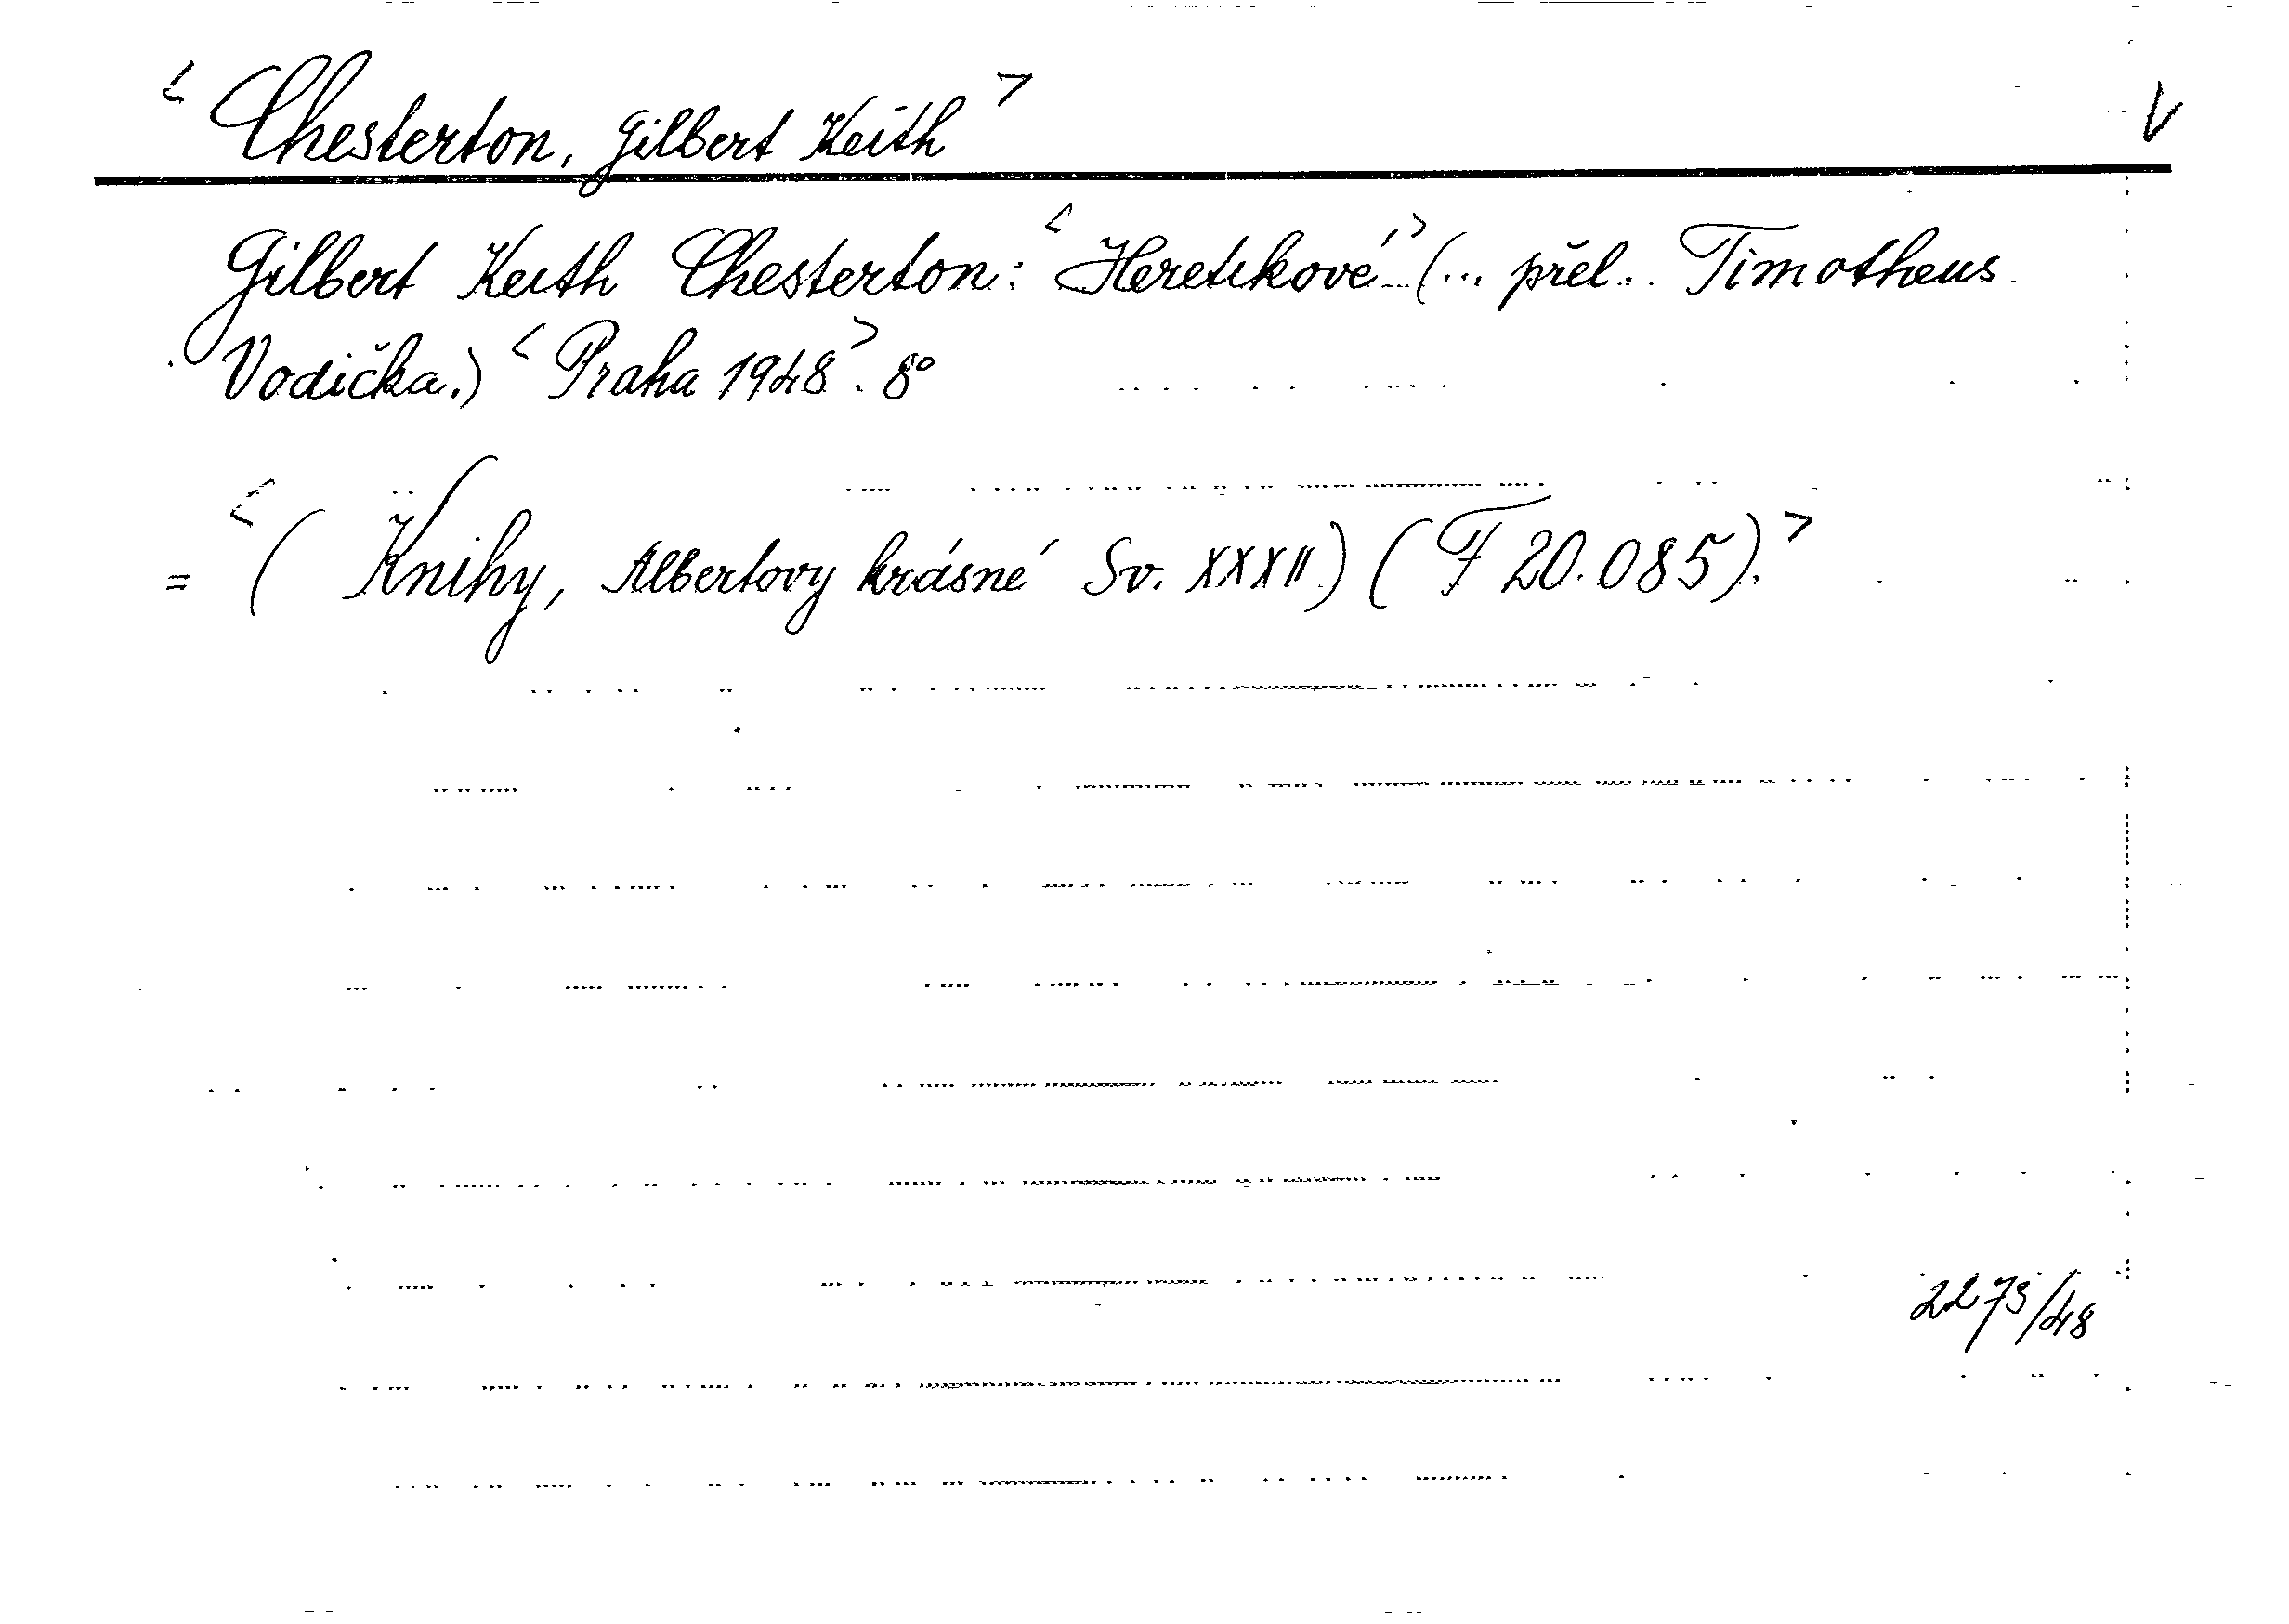 <Chesterton, Gilbert Keith> V
Gilbert Keith Chesterton: <Heretikové>. (... přel. Timotheus
Vodička.) <Praha 1948>. 8°
= <( Knihy, Albertovy krásné Sv. XXXII.) (F 20.085).>
2273/48